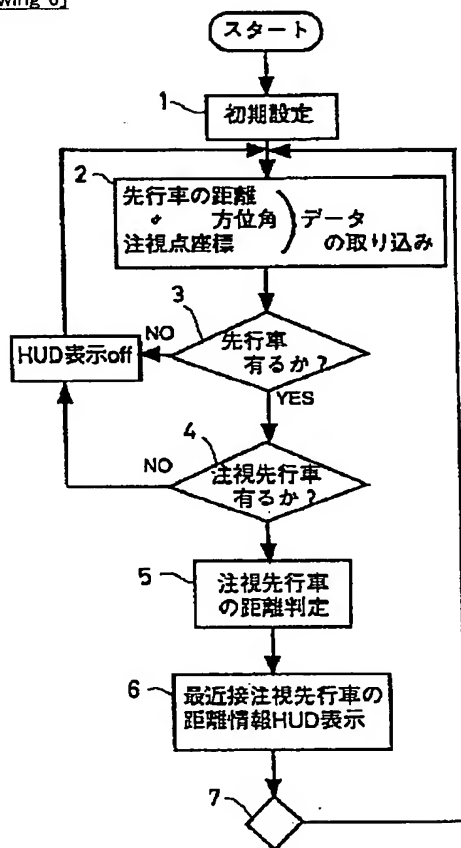 スタート
1
初期設定
2
先行車の距離
〃 方位角
注視点座標
データ
の取り込み
3
先行車
有るか?
NO
HUD表示off
YES
4
NO
注視先行車
有るか?
5
注視先行車
の距離判定
6
最近接注視先行車の
距離情報HUD表示
7